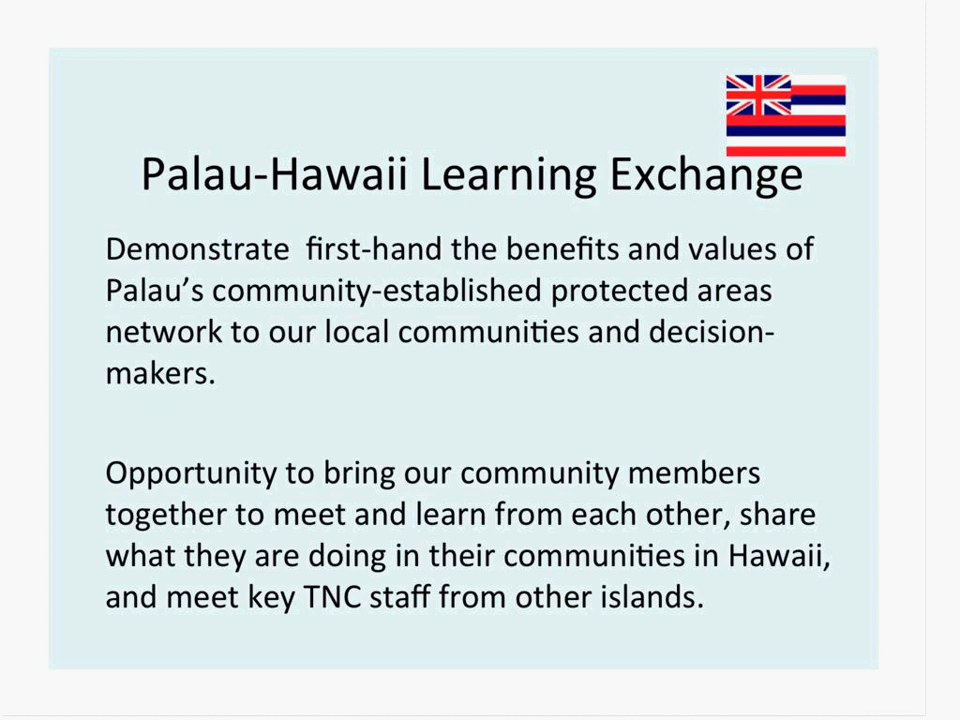 Palau-Hawaii Learning Exchange
Demonstrate  first-hand the benefits and values of
Palau’s community-established protected areas
network to our local communities and decision-
makers.
Opportunity to bring our community members
together to meet and learn from each other, share
what they are doing in their communities in Hawaii,
and meet key TNC staff from other islands.